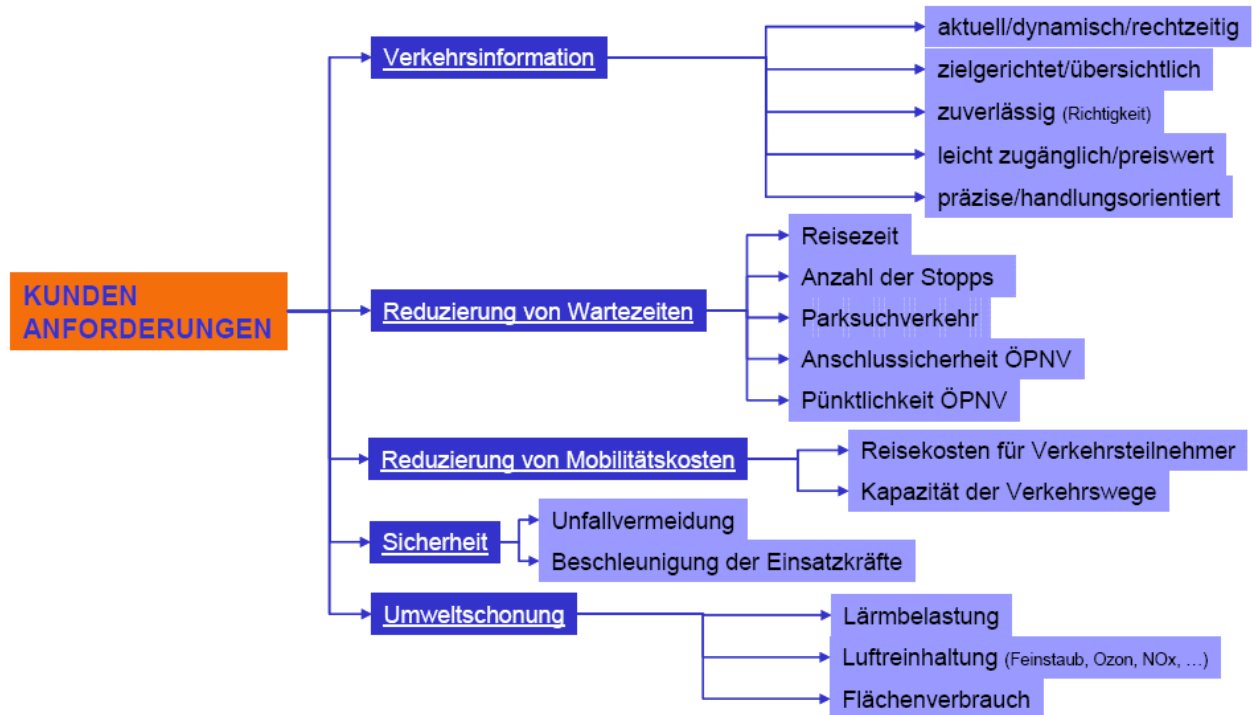 KUNDEN
ANFORDERUNGEN
Verkehrsinformation
aktuell/dynamisch/rechtzeitig
zielgerichtet/übersichtlich
zuverlässig (Richtigkeit)
leicht zugänglich/preiswert
präzise/handlungsorientiert
Reduzierung von Wartezeiten
Reisezeit
Anzahl der Stopps
Parksuchverkehr
Anschlussicherheit ÖPNV
Pünktlichkeit ÖPNV
Reduzierung von Mobilitätskosten
Reisekosten für Verkehrsteilnehmer
Kapazität der Verkehrswege
Sicherheit
Unfallvermeidung
Beschleunigung der Einsatzkräfte
Umweltschonung
Lärmbelastung
Luftreinhaltung (Feinstaub, Ozon, NOx, ...)
Flächenverbrauch